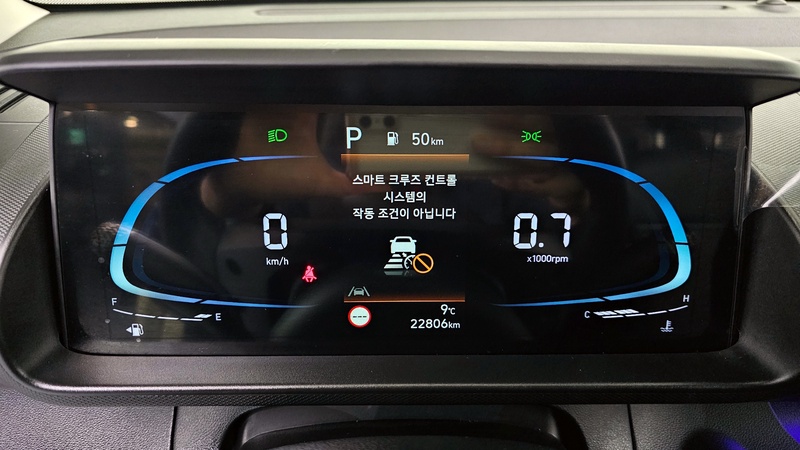 P 50km
스마트 크루즈 컨트롤
시스템의
작동 조건이 아닙니다
0
km/h
0.7
x1000rpm
F E
C H
9℃
22806km